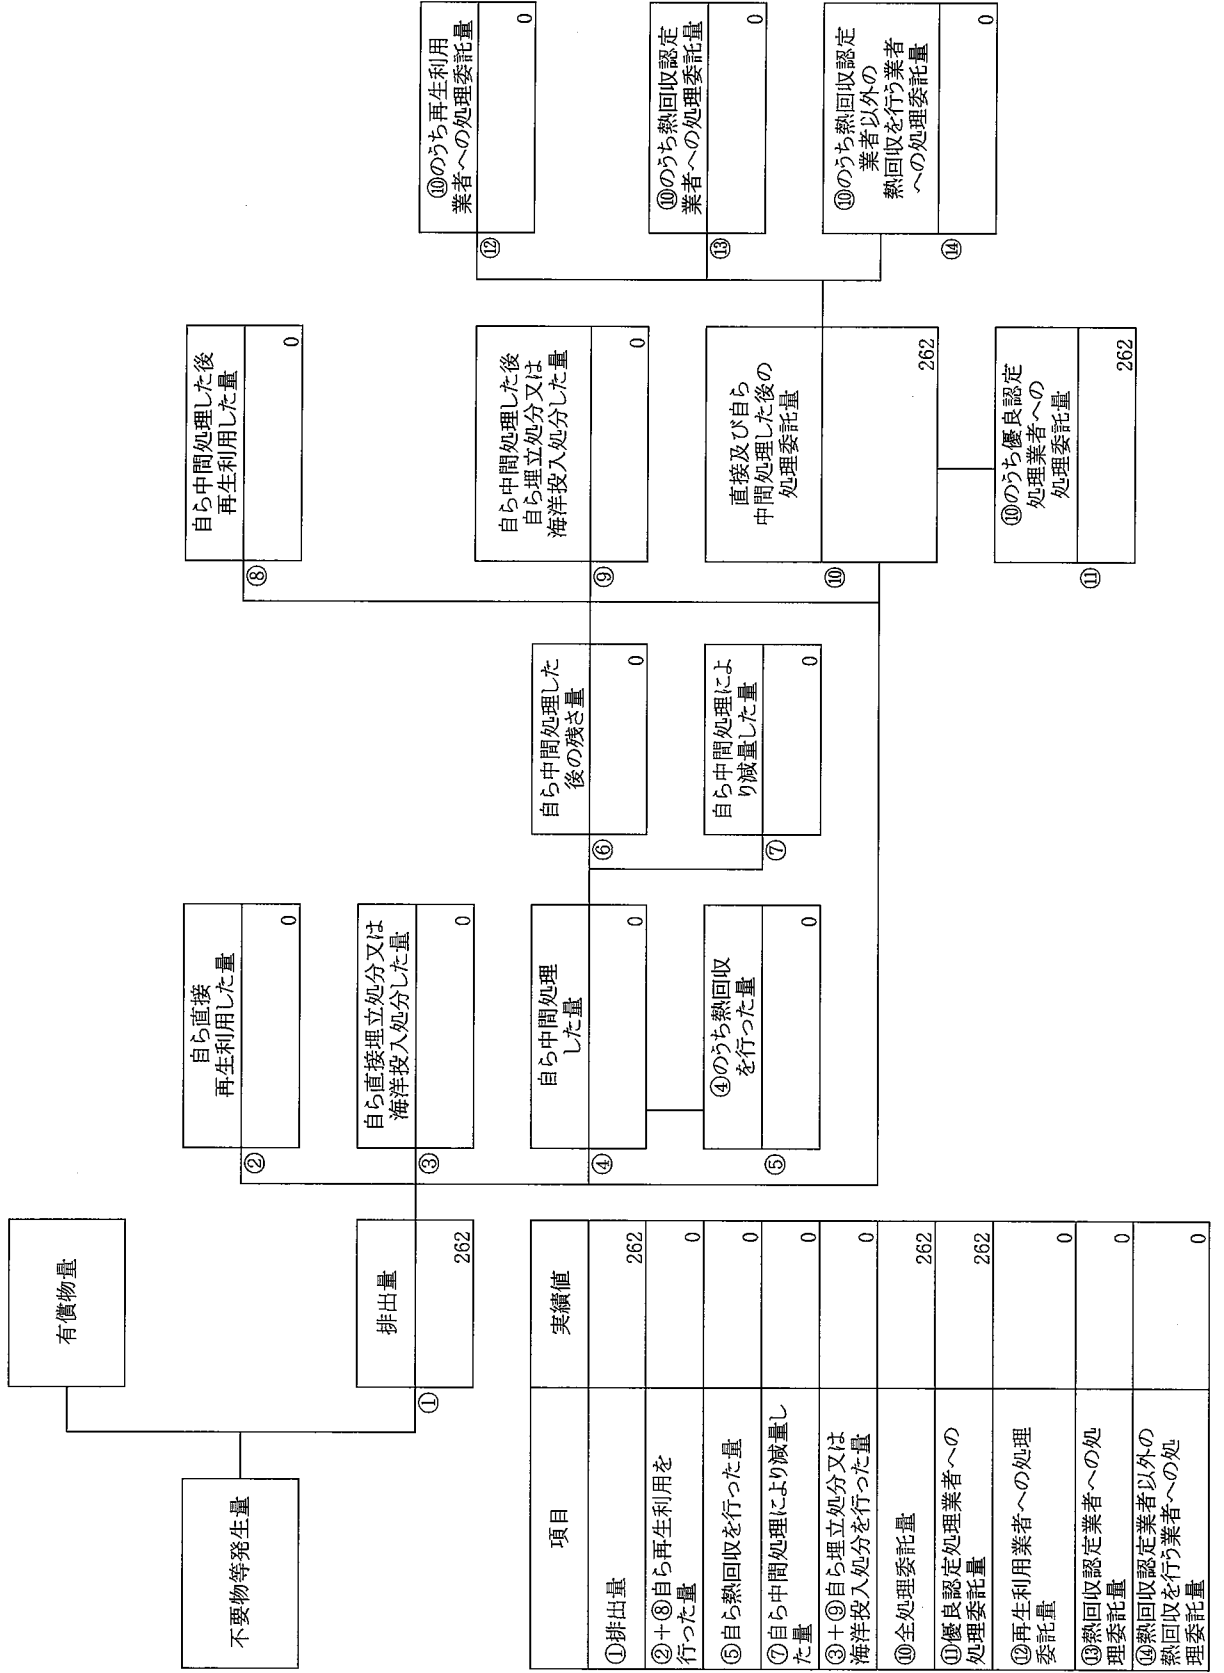 不要物等発生量
有償物量
排出量
①
262
自ら直接
再生利用した量
②
0
自ら直接埋立処分又は
海洋投入処分した量
③
0
自ら中間処理
した量
④
0
④のうち熱回収
を行った量
⑤
0
自ら中間処理した
後の残さ量
⑥
0
自ら中間処理によ
り減量した量
⑦
0
自ら中間処理した後
再生利用した量
⑧
0
自ら中間処理した後
自ら埋立処分又は
海洋投入処分した量
⑨
0
直接及び自ら
中間処理した後の
処理委託量
⑩
262
⑩のうち優良認定
処理業者への
処理委託量
⑪
262
⑩のうち再生利用
業者への処理委託量
⑫
0
⑩のうち熱回収認定
業者への処理委託量
⑬
0
⑩のうち熱回収認定
業者以外の
熱回収を行う業者
への処理委託量
⑭
0
項目 実績値
①排出量 262
②+⑧自ら再生利用を
行った量 0
⑤自ら熱回収を行った量 0
⑦自ら中間処理により減量し
た量 0
③+⑨自ら埋立処分又は
海洋投入処分を行った量 0
⑩全処理委託量 262
⑪優良認定処理業者への
処理委託量 262
⑫再生利用業者への処理
委託量 0
⑬熱回収認定業者への処
理委託量 0
⑭熱回収認定業者以外の
熱回収を行う業者への処
理委託量 0